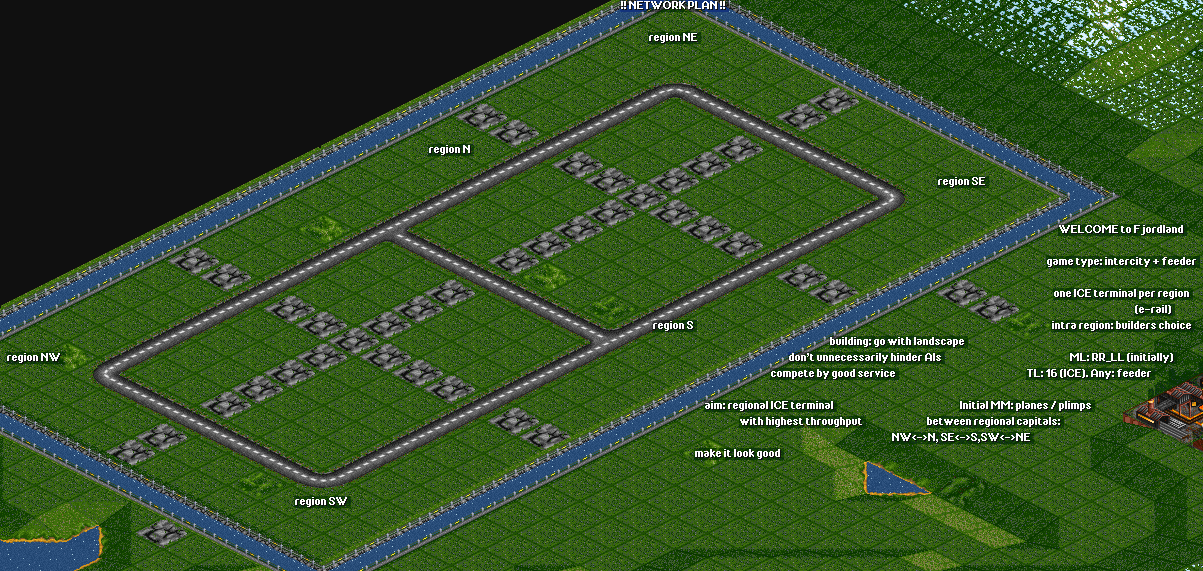 !! NETWORK PLAN !!
region NE
region N
region SE
WELCOME to Fjordland
game type: intercity + feeder
one ICE terminal per region
(e-rail)
intra region: builders choice
region S
building: go with landscape
region NW
don't unnecessarily hinder AIs
ML: RR_LL (initially)
compete by good service
TL: 16 (ICE). Any: feeder
aim: regional ICE terminal
with highest throughput
Initial MM: planes / plimps
between regional capitals:
NW<->N, SE<->S,SW<->NE
make it look good
region SW